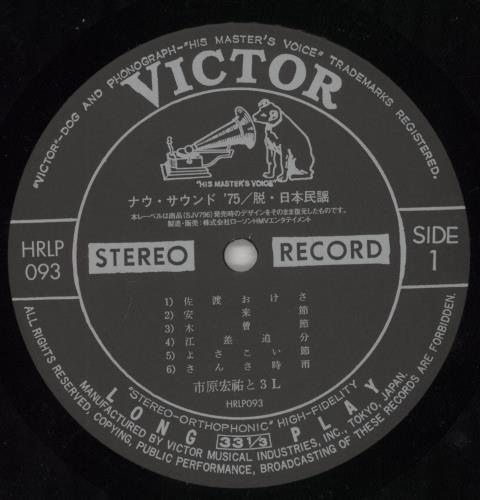 "VICTOR"-DOG AND PHONOGRAPH-"HIS MASTER'S VOICE" TRADEMARKS REGISTERED.
VICTOR
"HIS MASTER'S VOICE"
ナウ・サウンド '75/脱・日本民謡
本レーベルは商品(SJV796)発売時のデザインをそのまま復元したものです。
製造・販売:株式会社ローソンHMVエンタテイメント
HRLP
093
STEREO
RECORD
SIDE
1
1) 佐渡おけさ
2) 安来節
3) 木曽節
4) 江差追分
5) よさこい節
6) さんさ時雨
市原宏祐と3L
HRLP093
"STEREO-ORTHOPHONIC" HIGH-FIDELITY
LONG 33 1/3 PLAY
MANUFACTURED BY VICTOR MUSICAL INDUSTRIES, INC., TOKYO, JAPAN.
ALL RIGHTS RESERVED, COPYING, PUBLIC PERFORMANCE, BROADCASTING OF THESE RECORDS ARE FORBIDDEN.